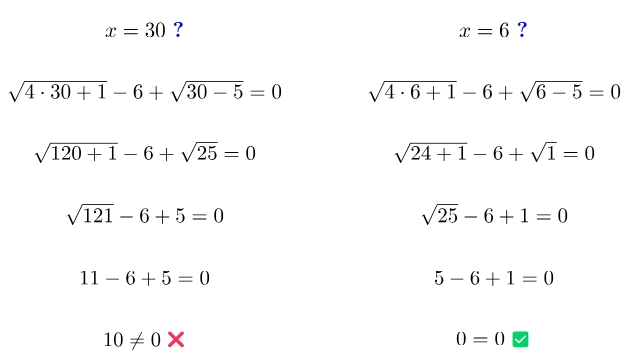 x = 30 ?
√(4 · 30 + 1) − 6 + √(30 − 5) = 0
√(120 + 1) − 6 + √25 = 0
√121 − 6 + 5 = 0
11 − 6 + 5 = 0
10 ≠ 0 ❌
x = 6 ?
√(4 · 6 + 1) − 6 + √(6 − 5) = 0
√(24 + 1) − 6 + √1 = 0
√25 − 6 + 1 = 0
5 − 6 + 1 = 0
0 = 0 ✅